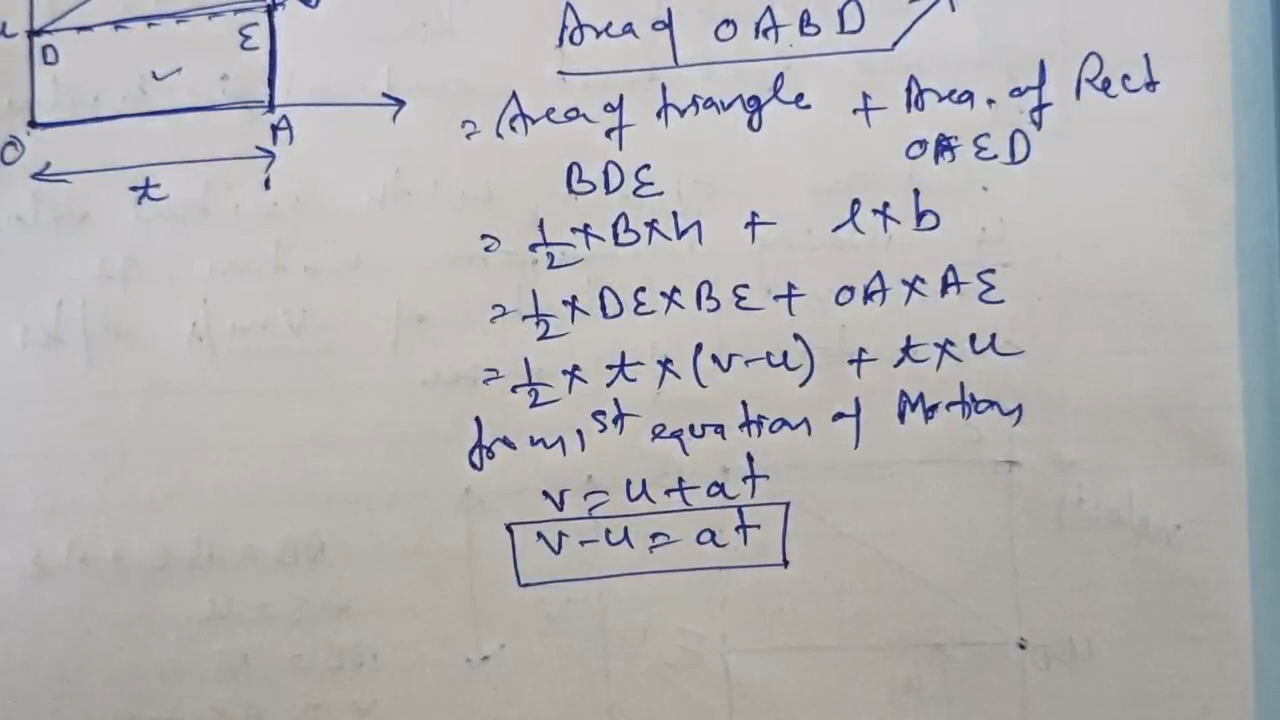 Area of OABD
D
E
O
A
t
= Area of triangle + Area. of Rect
BDE OAED
= 1/2 × B × h + l × b
= 1/2 × DE × BE + OA × AE
= 1/2 × t × (v-u) + t × u
from 1st equation of Motion
v = u + at
v - u = at